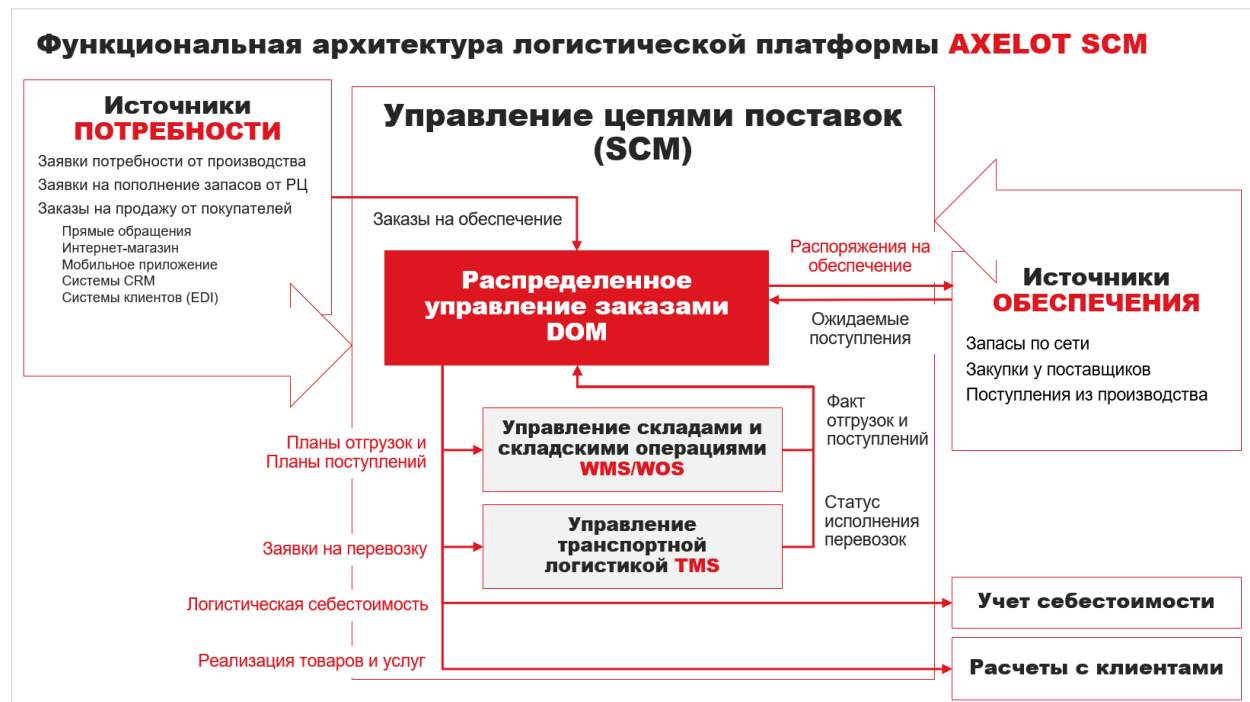 Функциональная архитектура логистической платформы AXELOT SCM
Источники
ПОТРЕБНОСТИ
Заявки потребности от производства
Заявки на пополнение запасов от РЦ
Заказы на продажу от покупателей
Прямые обращения
Интернет-магазин
Мобильное приложение
Системы CRM
Системы клиентов (EDI)
Управление цепями поставок
(SCM)
Заказы на обеспечение
Распределенное
управление заказами
DOM
Распоряжения на
обеспечение
Ожидаемые
поступления
Источники
ОБЕСПЕЧЕНИЯ
Запасы по сети
Закупки у поставщиков
Поступления из производства
Планы отгрузок и
Планы поступлений
Управление складами и
складскими операциями
WMS/WOS
Факт
отгрузок и
поступлений
Заявки на перевозку
Управление
транспортной
логистикой TMS
Статус
исполнения
перевозок
Логистическая себестоимость
Учет себестоимости
Реализация товаров и услуг
Расчеты с клиентами